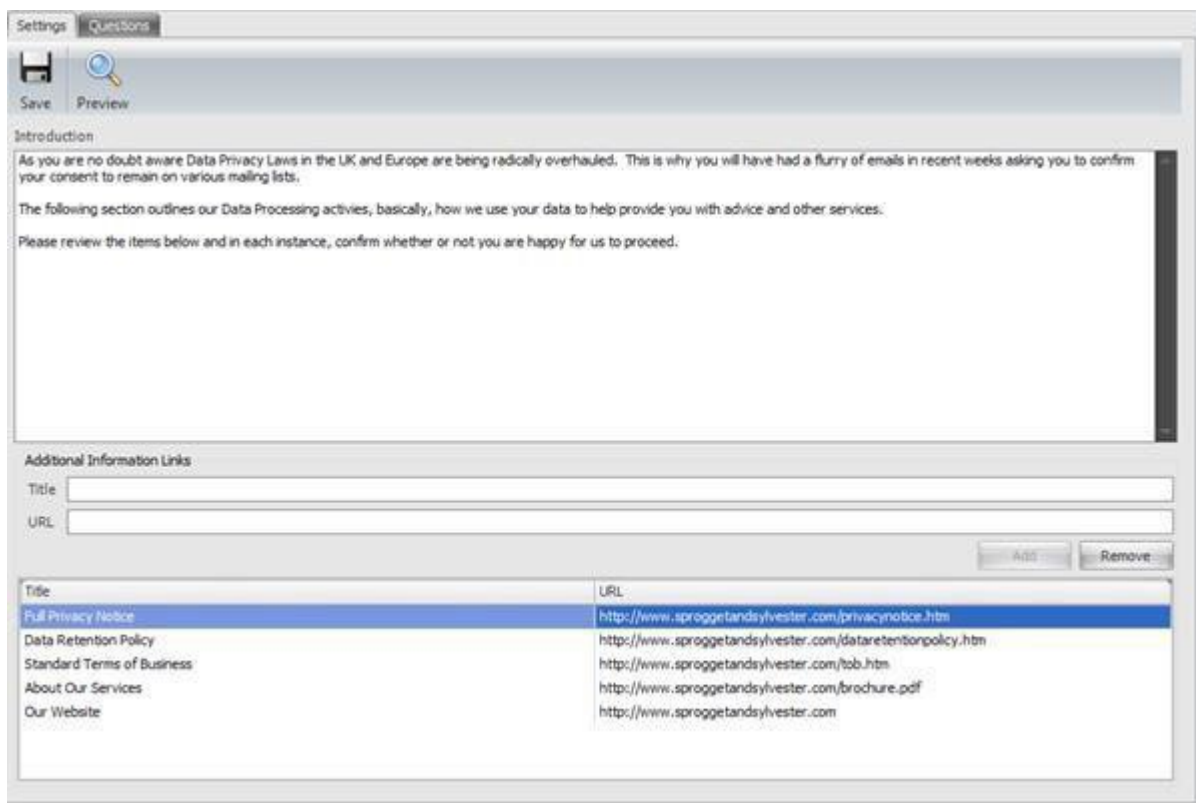 Settings Questions
Save Preview
Introduction
As you are no doubt aware Data Privacy Laws in the UK and Europe are being radically overhauled. This is why you will have had a flurry of emails in recent weeks asking you to confirm
your consent to remain on various mailing lists.
The following section outlines our Data Processing activies, basically, how we use your data to help provide you with advice and other services.
Please review the items below and in each instance, confirm whether or not you are happy for us to proceed.
Additional Information Links
Title
URL
Add Remove
Title URL
Full Privacy Notice http://www.sproggetandsylvester.com/privacynotice.htm
Data Retention Policy http://www.sproggetandsylvester.com/dataretentionpolicy.htm
Standard Terms of Business http://www.sproggetandsylvester.com/tob.htm
About Our Services http://www.sproggetandsylvester.com/brochure.pdf
Our Website http://www.sproggetandsylvester.com